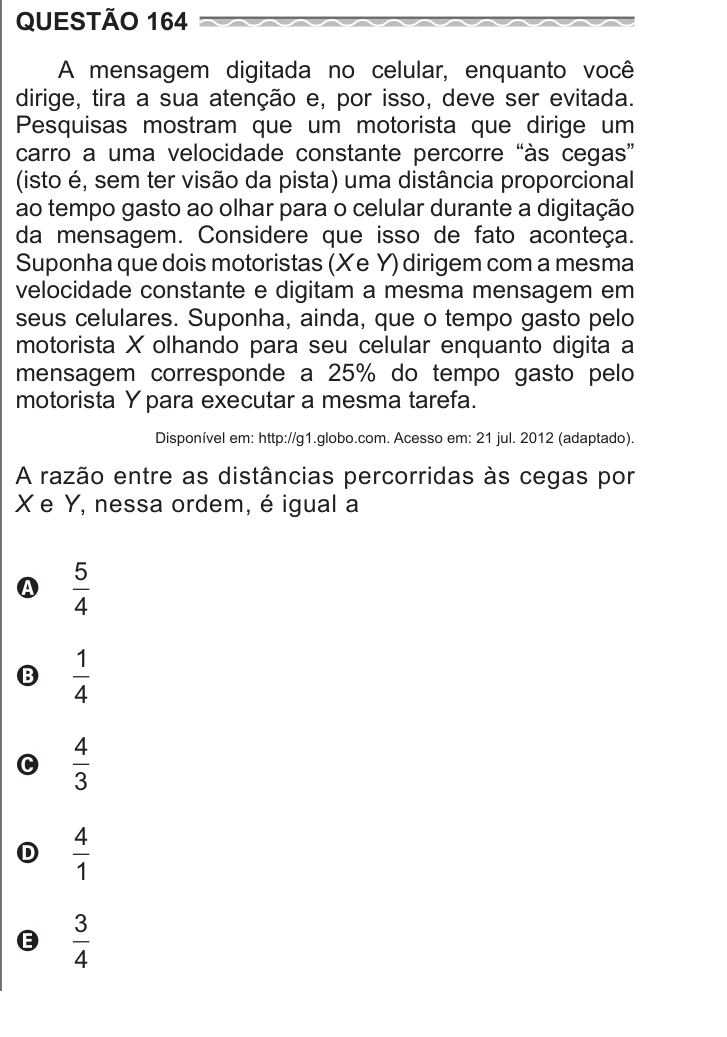 QUESTÃO 164
A mensagem digitada no celular, enquanto você
dirige, tira a sua atenção e, por isso, deve ser evitada.
Pesquisas mostram que um motorista que dirige um
carro a uma velocidade constante percorre “às cegas”
(isto é, sem ter visão da pista) uma distância proporcional
ao tempo gasto ao olhar para o celular durante a digitação
da mensagem. Considere que isso de fato aconteça.
Suponha que dois motoristas (X e Y) dirigem com a mesma
velocidade constante e digitam a mesma mensagem em
seus celulares. Suponha, ainda, que o tempo gasto pelo
motorista X olhando para seu celular enquanto digita a
mensagem corresponde a 25% do tempo gasto pelo
motorista Y para executar a mesma tarefa.
Disponível em: http://g1.globo.com. Acesso em: 21 jul. 2012 (adaptado).
A razão entre as distâncias percorridas às cegas por
X e Y, nessa ordem, é igual a
A 5/4
B 1/4
C 4/3
D 4/1
E 3/4